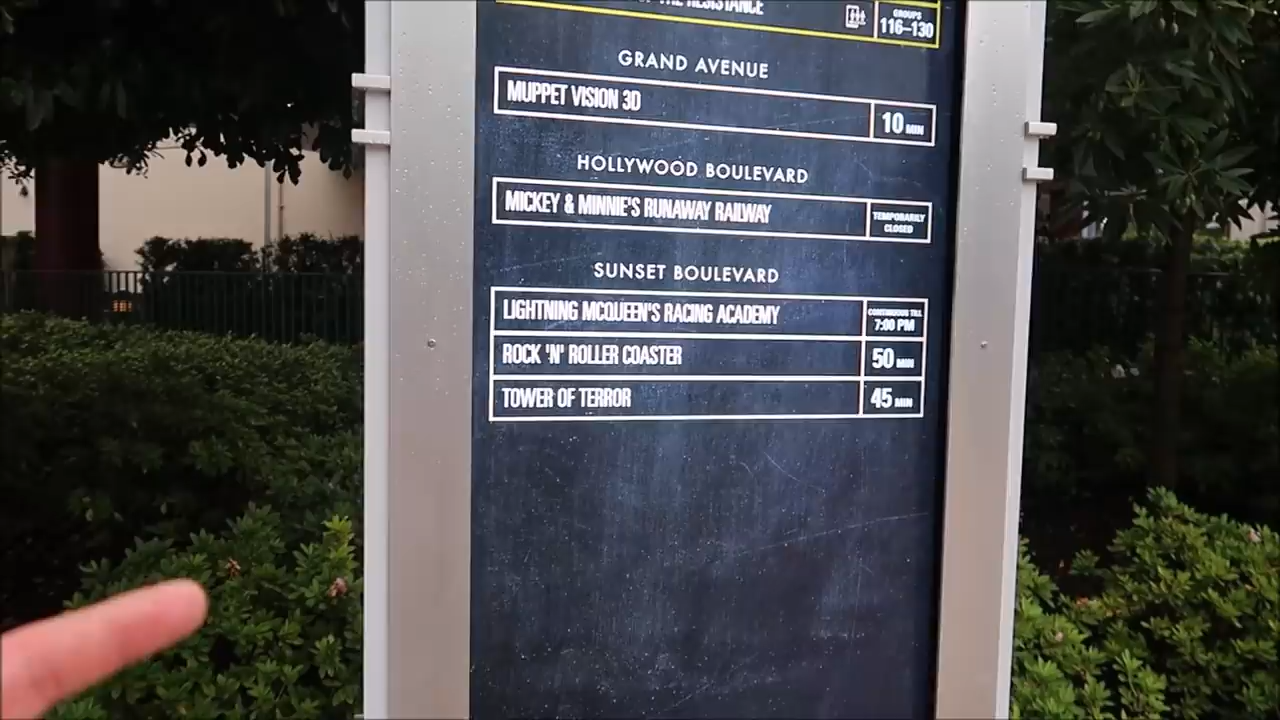 THE RESISTANCE
GROUPS
116–130
GRAND AVENUE
MUPPET VISION 3D
10 MIN
HOLLYWOOD BOULEVARD
MICKEY & MINNIE'S RUNAWAY RAILWAY
TEMPORARILY
CLOSED
SUNSET BOULEVARD
LIGHTNING MCQUEEN'S RACING ACADEMY
CONTINUOUS TILL
7:00 PM
ROCK 'N' ROLLER COASTER
50 MIN
TOWER OF TERROR
45 MIN